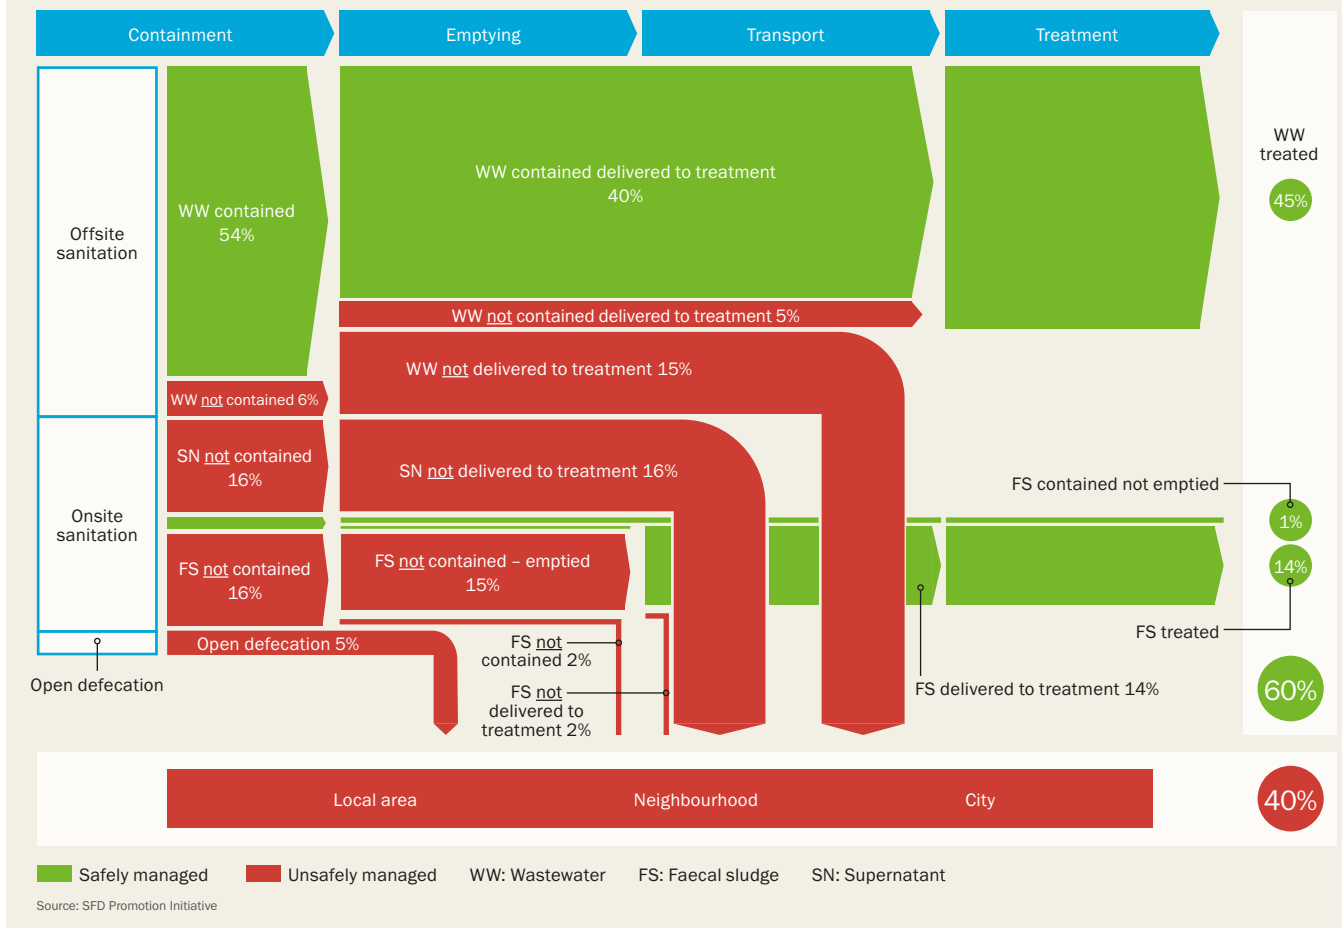 Containment
Emptying
Transport
Treatment
Offsite
sanitation
WW contained
54%
WW contained delivered to treatment
40%
WW
treated
45%
WW not contained delivered to treatment 5%
WW not delivered to treatment 15%
WW not contained 6%
Onsite
sanitation
SN not contained
16%
SN not delivered to treatment 16%
FS contained not emptied
1%
FS not contained
16%
FS not contained – emptied
15%
14%
FS treated
Open defecation 5%
Open defecation
FS not
contained 2%
FS not
delivered to
treatment 2%
FS delivered to treatment 14%
60%
Local area
Neighbourhood
City
40%
Safely managed
Unsafely managed
WW: Wastewater
FS: Faecal sludge
SN: Supernatant
Source: SFD Promotion Initiative